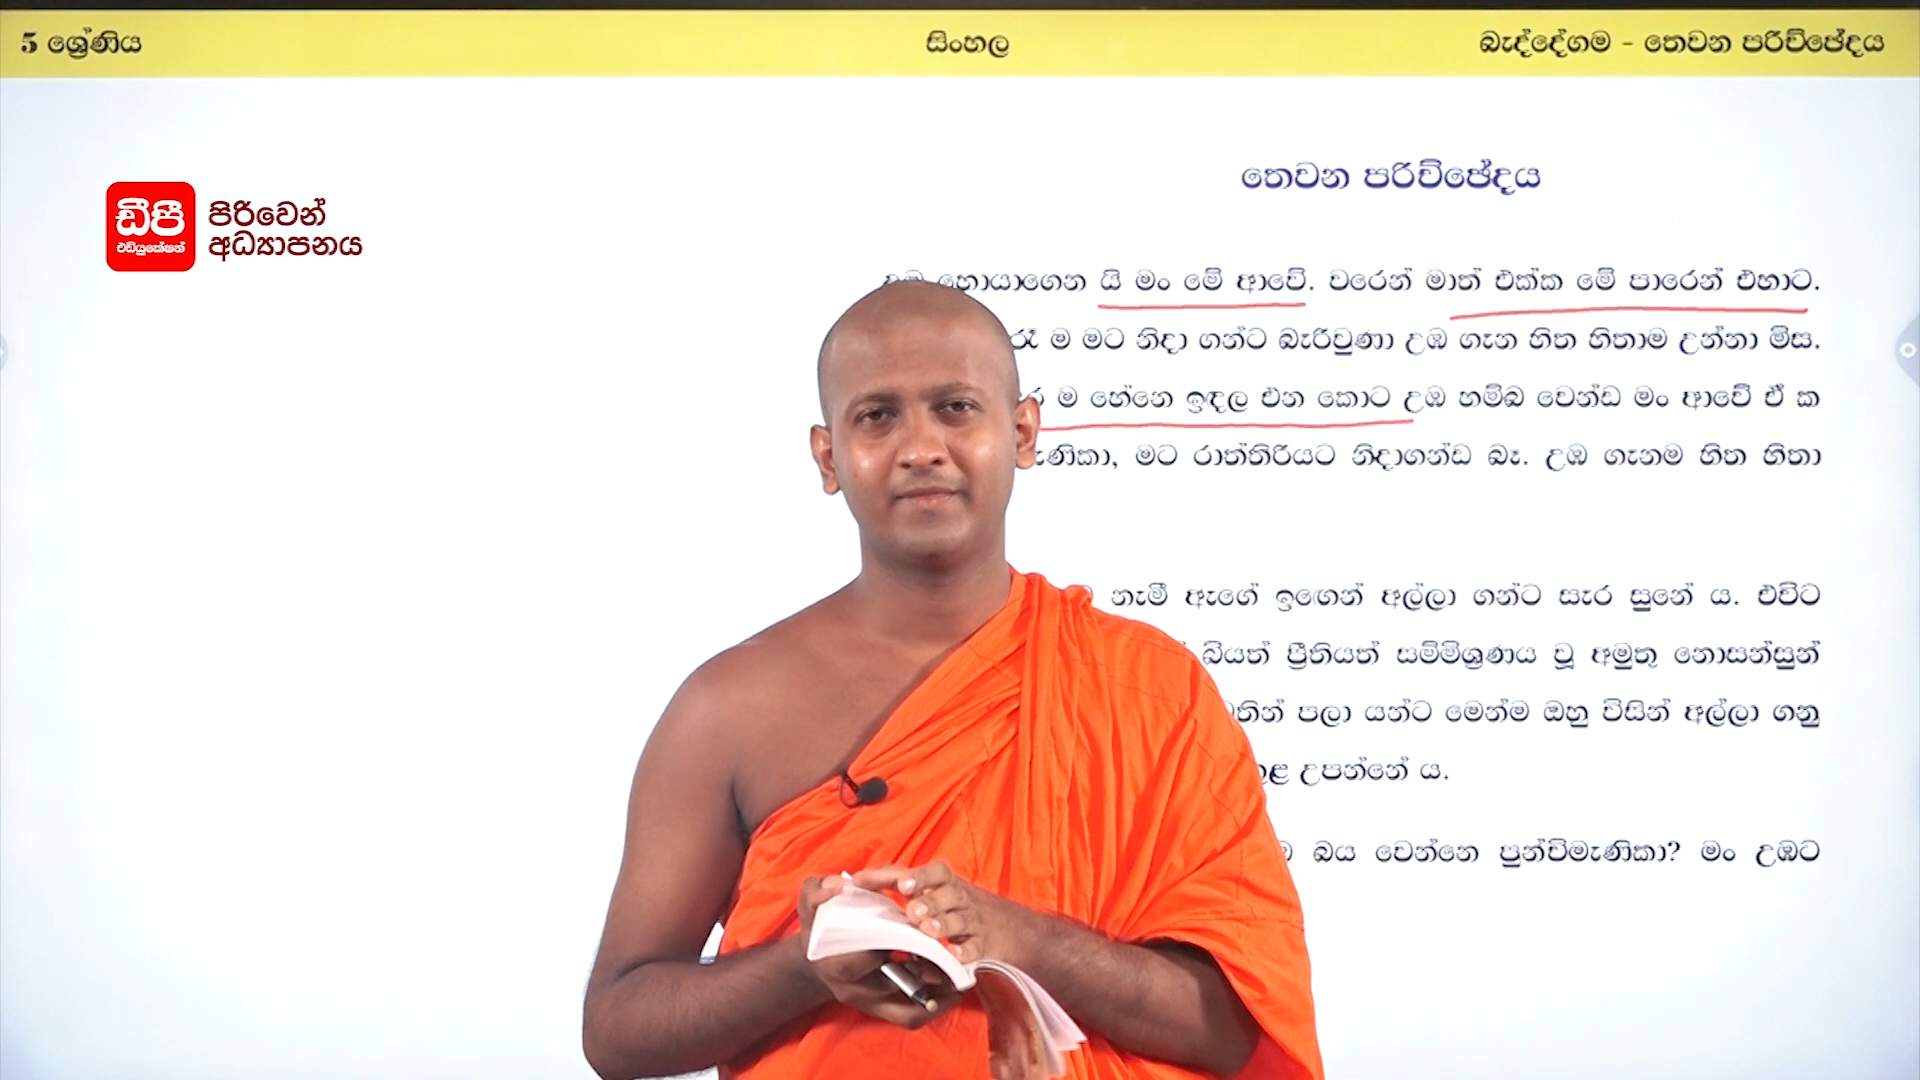 5 ශ්‍රේණිය
සිංහල
බැද්දේගම - තෙවන පරිච්ඡේදය
තෙවන පරිච්ඡේදය
ඩීපී
එඩියුකේෂන්
පිරිවෙන්
අධ්‍යාපනය
හොයාගෙන යි මං මේ ආවේ. වරෙන් මාත් එක්ක මේ පාරෙන් එහාට.
ම මට නිදා ගන්ට බැරිවුණා උඹ ගැන හිත හිතාම උන්නා මිස.
ම හේනෙ ඉඳල එන කොට උඹ හම්බ වෙන්ඩ මං ආවේ ඒ ක
මට රාත්තිරියට නිදාගන්ඩ බෑ. උඹ ගැනම හිත හිතා
නැමී ඇගේ ඉඟෙන් අල්ලා ගන්ට සැර සුනේ ය. එවිට
බියත් ප්‍රීතියත් සම්මිශ්‍රණය වූ අමුතු නොසන්සුන්
පලා යන්ට මෙන්ම ඔහු විසින් අල්ලා ගනු
උපන්නේ ය.
බය වෙන්නෙ පුන්චිමැණිකා? මං උඹට